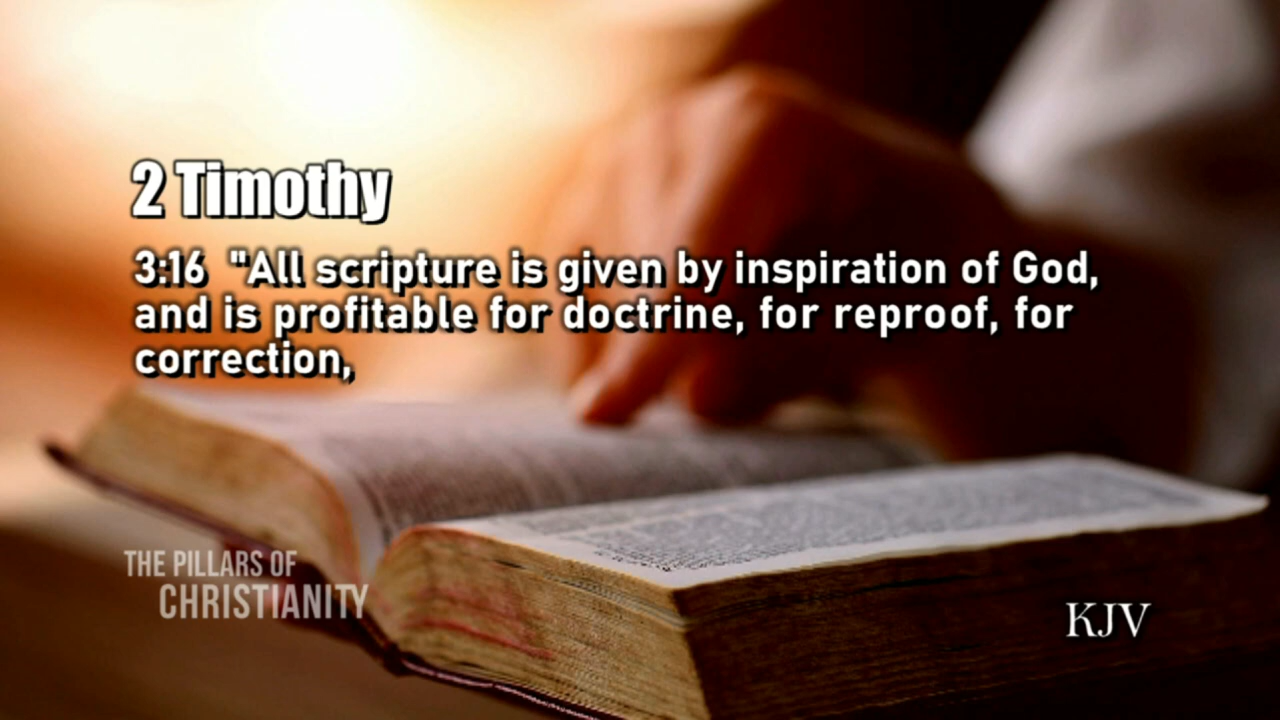 2 Timothy
3:16 "All scripture is given by inspiration of God,
and is profitable for doctrine, for reproof, for
correction,
THE PILLARS OF
CHRISTIANITY
KJV